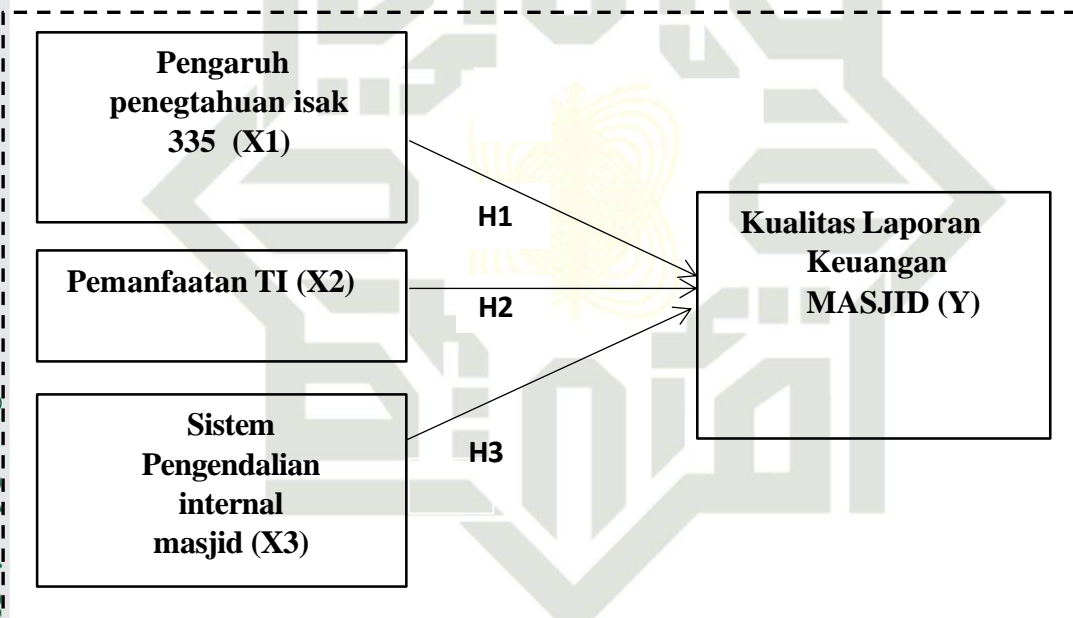 Pengaruh
penegtahuan isak
335 (X1)
H1
Pemanfaatan TI (X2)
H2
Sistem
Pengendalian
internal
masjid (X3)
H3
Kualitas Laporan
Keuangan
MASJID (Y)